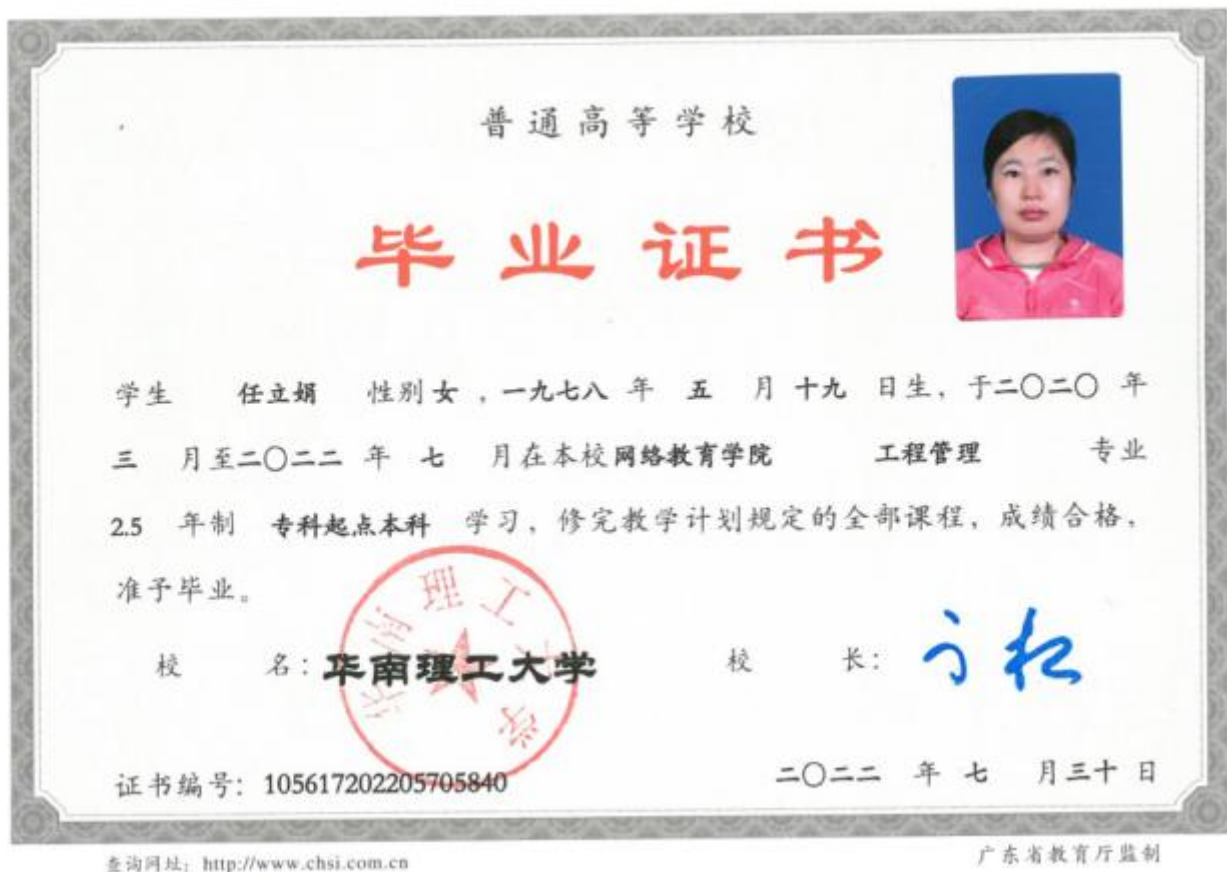 普通高等学校
毕业证书
学生 任立娟 性别 女 ，一九七八 年 五 月 十九 日生，于二〇二〇 年
三 月至二〇二二 年 七 月在本校 网络教育学院 工程管理 专业
2.5 年制 专科起点本科 学习，修完教学计划规定的全部课程，成绩合格，
准予毕业。
华南理工大学
校 名：华南理工大学 校 长：
证书编号：105617202205705840 二〇二二 年 七 月三十 日
查询网址：http://www.chsi.com.cn 广东省教育厅监制